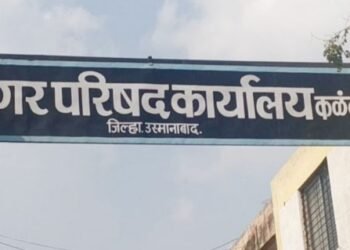 गर परिषद कार्यालय कळं
जिल्हा. उस्मानाबाद.